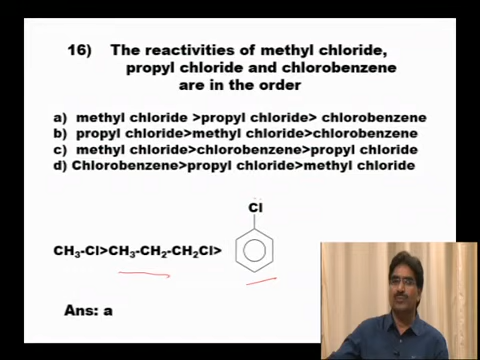 16) The reactivities of methyl chloride,
propyl chloride and chlorobenzene
are in the order
a) methyl chloride >propyl chloride> chlorobenzene
b) propyl chloride>methyl chloride>chlorobenzene
c) methyl chloride>chlorobenzene>propyl chloride
d) Chlorobenzene>propyl chloride>methyl chloride
Cl
CH₃-Cl>CH₃-CH₂-CH₂Cl>
Ans: a